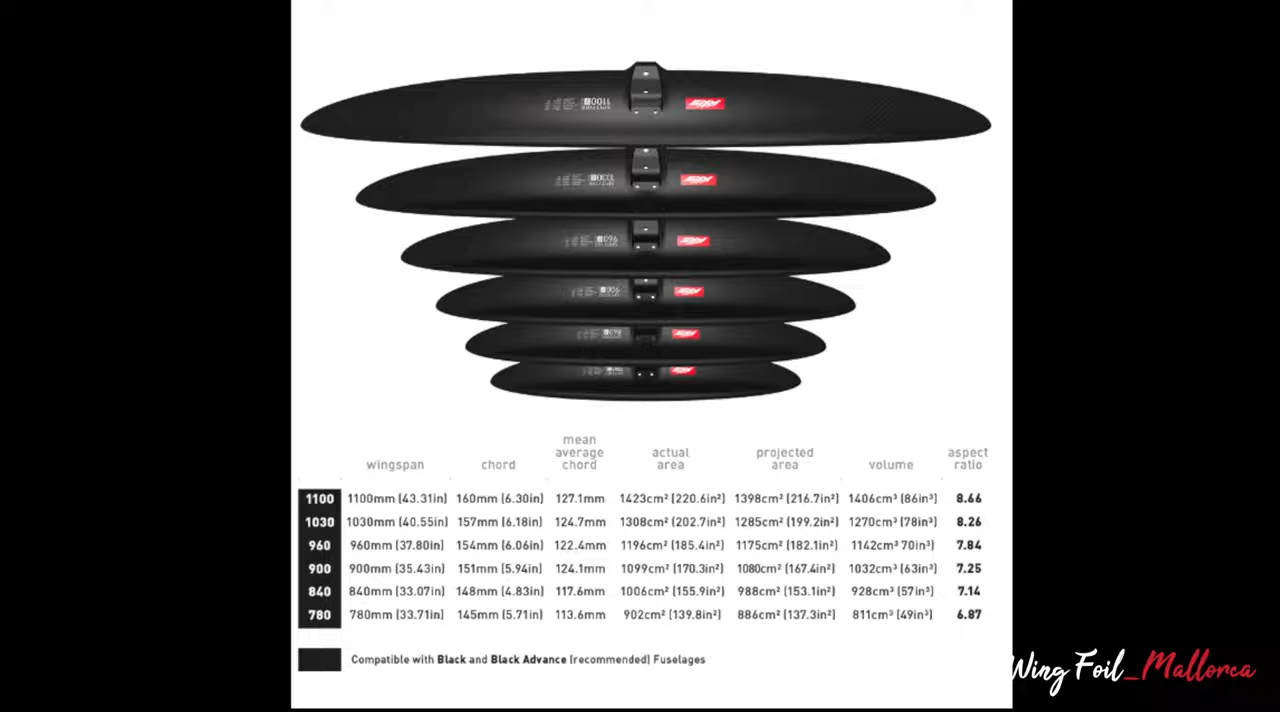 mean
average
chord
actual
area
projected
area
aspect
ratio
wingspan
chord
volume
1100 1100mm (43.31in) 160mm (6.30in) 127.1mm 1423cm² (220.6in²) 1398cm² (216.7in²) 1406cm³ (86in³) 8.66
1030 1030mm (40.55in) 157mm (6.18in) 124.7mm 1308cm² (202.7in²) 1285cm² (199.2in²) 1270cm³ (78in³) 8.26
960 960mm (37.80in) 154mm (6.06in) 122.4mm 1196cm² (185.4in²) 1175cm² (182.1in²) 1142cm³ 70in³) 7.84
900 900mm (35.43in) 151mm (5.94in) 124.1mm 1099cm² (170.3in²) 1080cm² (167.4in²) 1032cm³ (63in³) 7.25
840 840mm (33.07in) 148mm (4.83in) 117.6mm 1006cm² (155.9in²) 988cm² (153.1in²) 928cm³ (57in³) 7.14
780 780mm (33.71in) 145mm (5.71in) 113.6mm 902cm² (139.8in²) 886cm² (137.3in²) 811cm³ (49in³) 6.87
Compatible with Black and Black Advance (recommended) Fuselages
Wing Foil_Mallorca